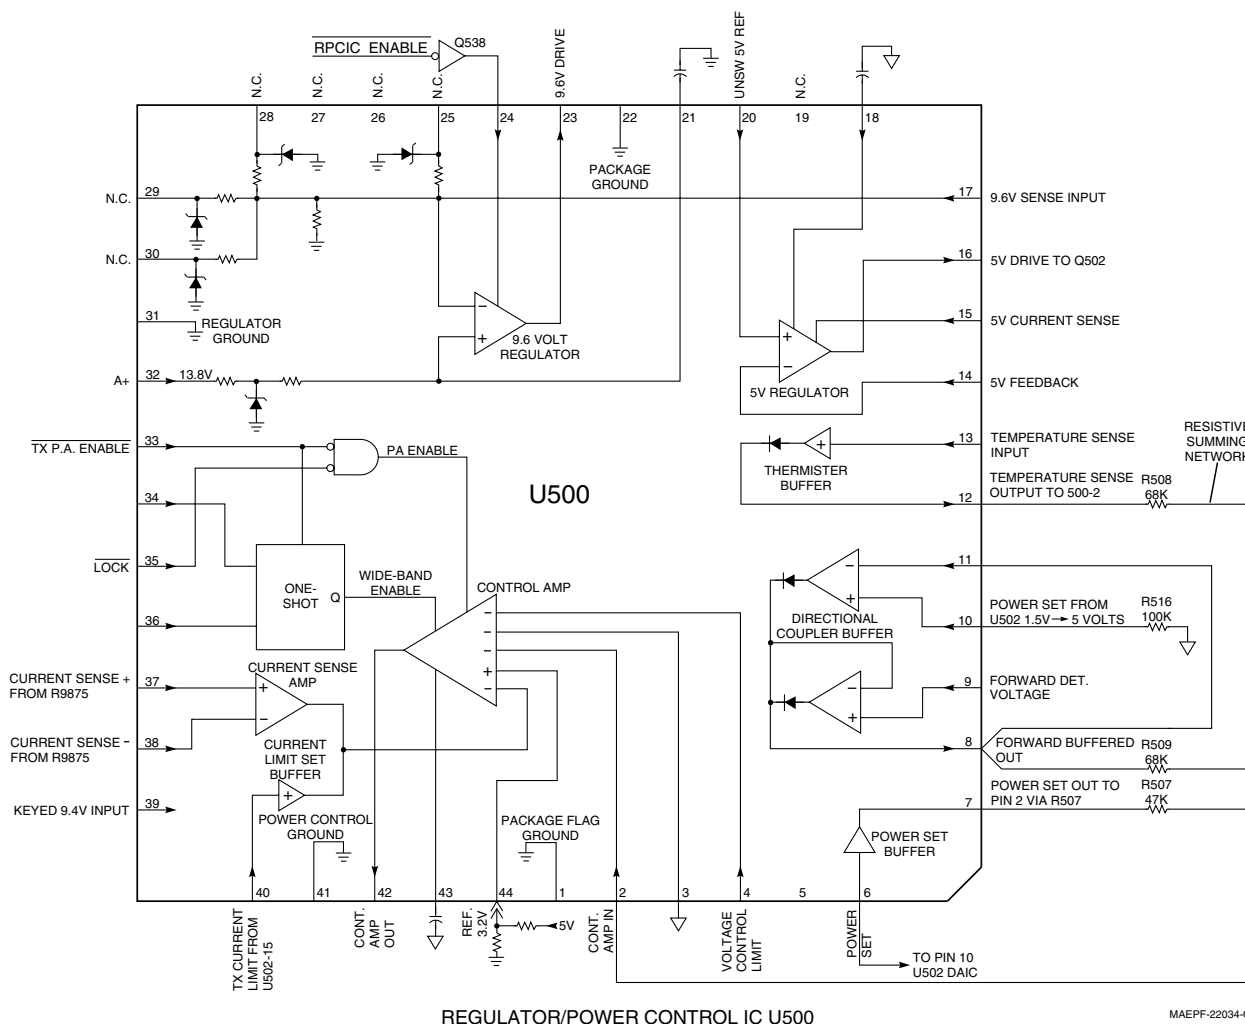 RPCIC ENABLE
Q538
N.C.
N.C.
N.C.
N.C.
9.6V DRIVE
UNSW 5V REF
N.C.
28
27
26
25
24
23
22
21
20
19
18
PACKAGE
GROUND
N.C.
29
17
9.6V SENSE INPUT
N.C.
30
16
5V DRIVE TO Q502
31
REGULATOR
GROUND
−
+
9.6 VOLT
REGULATOR
15
5V CURRENT SENSE
+
−
5V REGULATOR
A+
32
13.8V
14
5V FEEDBACK
TX P.A. ENABLE
33
PA ENABLE
+
THERMISTER
BUFFER
13
TEMPERATURE SENSE
INPUT
RESISTIVE
SUMMING
NETWORK
34
U500
12
TEMPERATURE SENSE
OUTPUT TO 500-2
R508
68K
LOCK
35
ONE-
SHOT
Q
WIDE-BAND
ENABLE
CONTROL AMP
−
−
−
+
−
−
+
DIRECTIONAL
COUPLER BUFFER
11
36
10
POWER SET FROM
U502 1.5V→ 5 VOLTS
R516
100K
CURRENT SENSE +
FROM R9875
37
CURRENT SENSE
AMP
+
−
−
+
9
FORWARD DET.
VOLTAGE
CURRENT SENSE −
FROM R9875
38
CURRENT
LIMIT SET
BUFFER
8
FORWARD BUFFERED
OUT
R509
68K
KEYED 9.4V INPUT
39
+
POWER CONTROL
GROUND
PACKAGE FLAG
GROUND
POWER SET
BUFFER
7
POWER SET OUT TO
PIN 2 VIA R507
R507
47K
40
41
42
43
44
1
2
3
4
5
6
TX CURRENT
LIMIT FROM
U502-15
CONT.
AMP
OUT
REF.
3.2V
5V
CONT.
AMP IN
VOLTAGE
CONTROL
LIMIT
POWER
SET
TO PIN 10
U502 DAIC
REGULATOR/POWER CONTROL IC U500